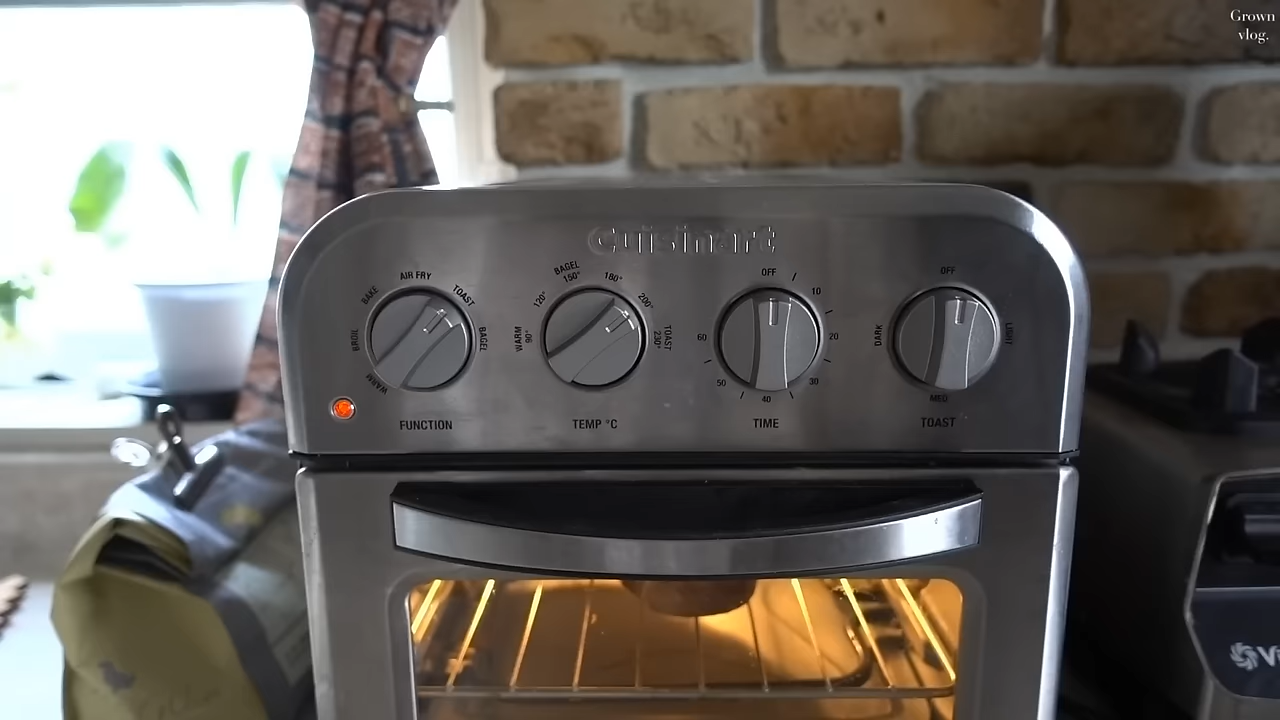 Grown
vlog.
Cuisinart
AIR FRY
BAKE
TOAST
BROIL
BAGEL
WARM
FUNCTION
BAGEL
150°
180°
120°
200°
WARM
90°
TOAST
230°
TEMP °C
OFF
10
60
20
50
30
40
TIME
OFF
DARK
LIGHT
MED
TOAST